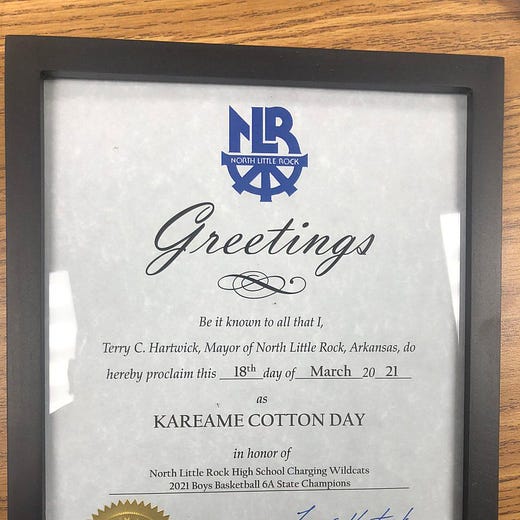 NLR
NORTH LITTLE ROCK
Greetings
Be it known to all that I,
Terry C. Hartwick, Mayor of North Little Rock, Arkansas, do
hereby proclaim this 18th day of March 20 21
as
KAREAME COTTON DAY
in honor of
North Little Rock High School Charging Wildcats
2021 Boys Basketball 6A State Champions